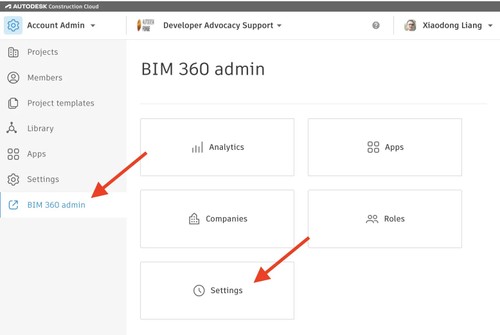 AUTODESK Construction Cloud
Account Admin
Developer Advocacy Support
Xiaodong Liang
Projects
Members
Project templates
Library
Apps
Settings
BIM 360 admin
BIM 360 admin
Analytics
Apps
Companies
Roles
Settings